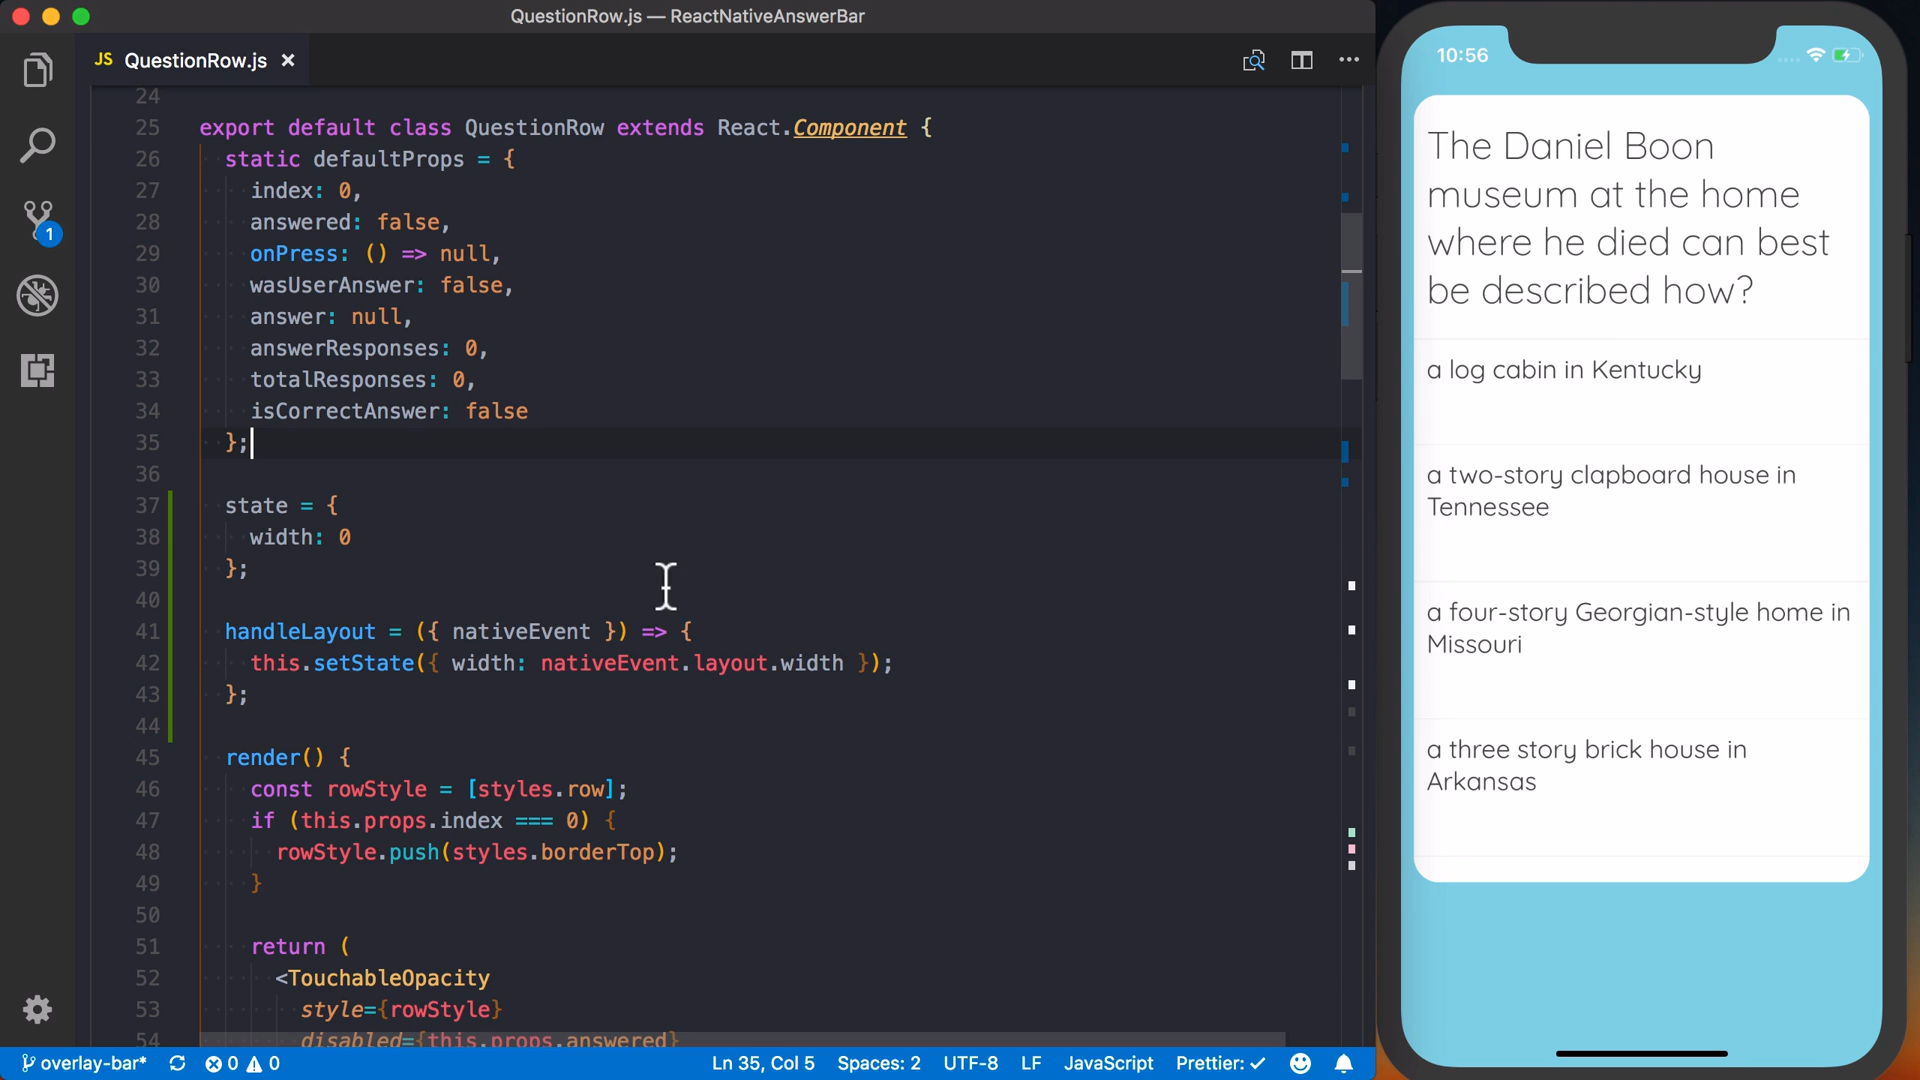 QuestionRow.js — ReactNativeAnswerBar
JS QuestionRow.js ×
24
25 export default class QuestionRow extends React.Component {
26 static defaultProps = {
27 index: 0,
28 answered: false,
29 onPress: () => null,
30 wasUserAnswer: false,
31 answer: null,
32 answerResponses: 0,
33 totalResponses: 0,
34 isCorrectAnswer: false
35 };
36
37 state = {
38 width: 0
39 };
40
41 handleLayout = ({ nativeEvent }) => {
42 this.setState({ width: nativeEvent.layout.width });
43 };
44
45 render() {
46 const rowStyle = [styles.row];
47 if (this.props.index === 0) {
48 rowStyle.push(styles.borderTop);
49 }
50
51 return (
52 <TouchableOpacity
53 style={rowStyle}
54 disabled={this.props.answered}
1
overlay-bar* 0 0 Ln 35, Col 5 Spaces: 2 UTF-8 LF JavaScript Prettier: ✓
10:56
The Daniel Boon
museum at the home
where he died can best
be described how?
a log cabin in Kentucky
a two-story clapboard house in
Tennessee
a four-story Georgian-style home in
Missouri
a three story brick house in
Arkansas